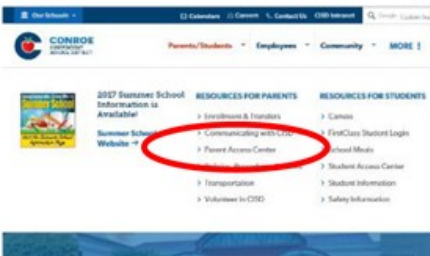 Our Schools
Calendars Careers Contact Us CISD Intranet Google Custom
CONROE
INDEPENDENT
SCHOOL DISTRICT
Parents/Students Employees Community MORE
Summer School
2017 Summer School
Information is
Available!
Summer School
Website →
RESOURCES FOR PARENTS
> Enrollment & Transfers
> Communicating with CISD
> Parent Access Center
> Transportation
> Volunteer in CISD
RESOURCES FOR STUDENTS
> Canvas
> FirstClass Student Login
> School Meals
> Student Access Center
> Student Information
> Safety Information